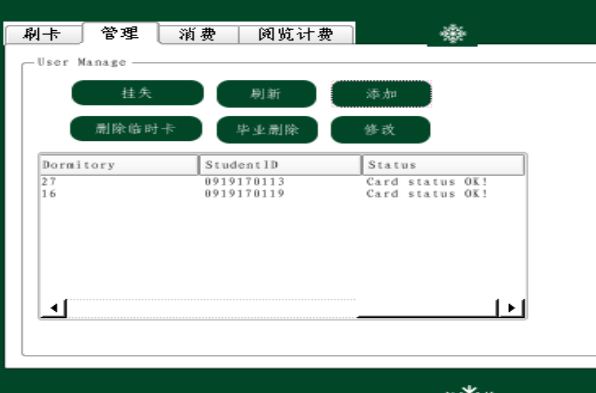 刷卡 管理 消费 阅览计费
User Manage
挂失 刷新 添加
删除临时卡 毕业删除 修改
Dormitory StudentID Status
27 0919170113 Card status OK!
16 0919170119 Card status OK!